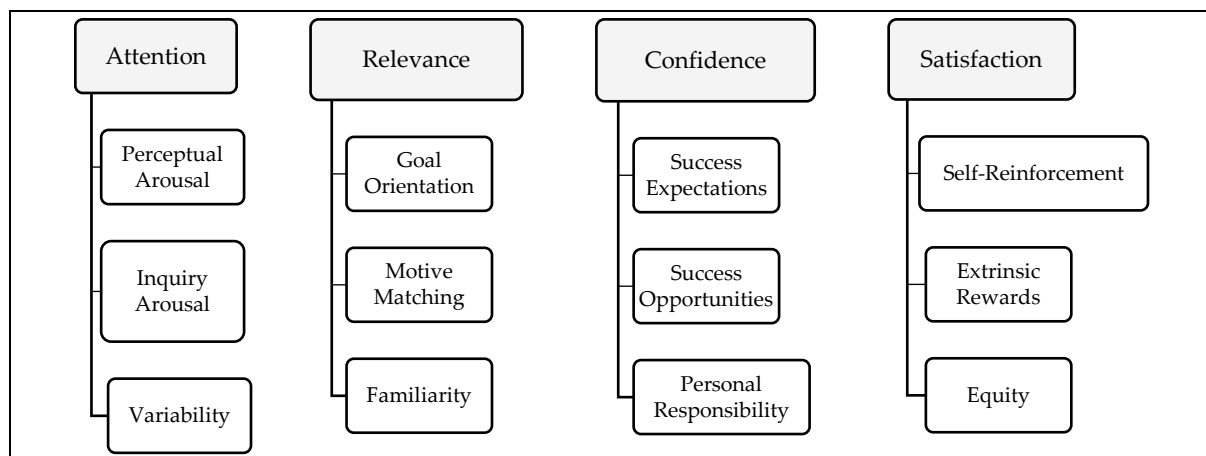 Attention
Perceptual
Arousal
Inquiry
Arousal
Variability
Relevance
Goal
Orientation
Motive
Matching
Familiarity
Confidence
Success
Expectations
Success
Opportunities
Personal
Responsibility
Satisfaction
Self-Reinforcement
Extrinsic
Rewards
Equity